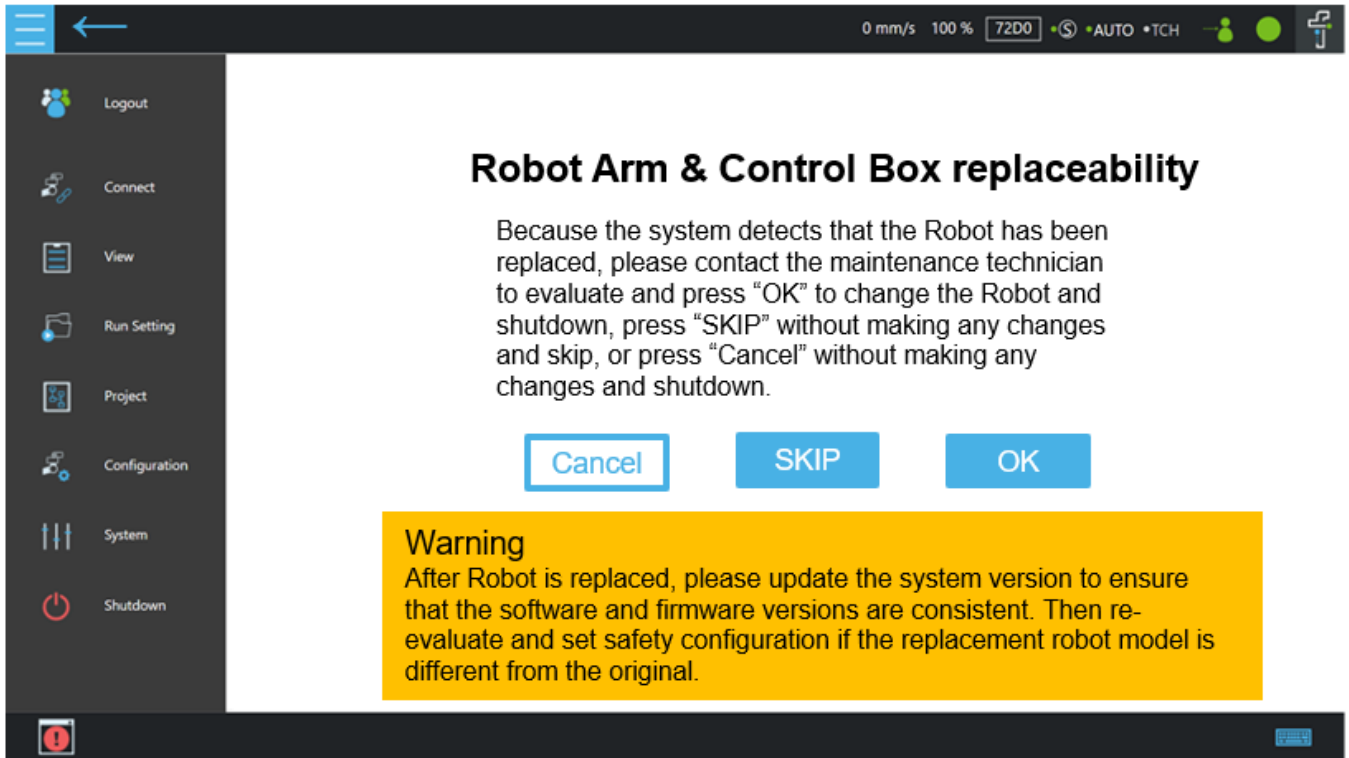 0 mm/s 100 % 72D0 •Ⓢ •AUTO •TCH
Logout
Connect
View
Run Setting
Project
Configuration
System
Shutdown
Robot Arm & Control Box replaceability
Because the system detects that the Robot has been
replaced, please contact the maintenance technician
to evaluate and press “OK” to change the Robot and
shutdown, press “SKIP” without making any changes
and skip, or press “Cancel” without making any
changes and shutdown.
Cancel SKIP OK
Warning
After Robot is replaced, please update the system version to ensure
that the software and firmware versions are consistent. Then re-
evaluate and set safety configuration if the replacement robot model is
different from the original.